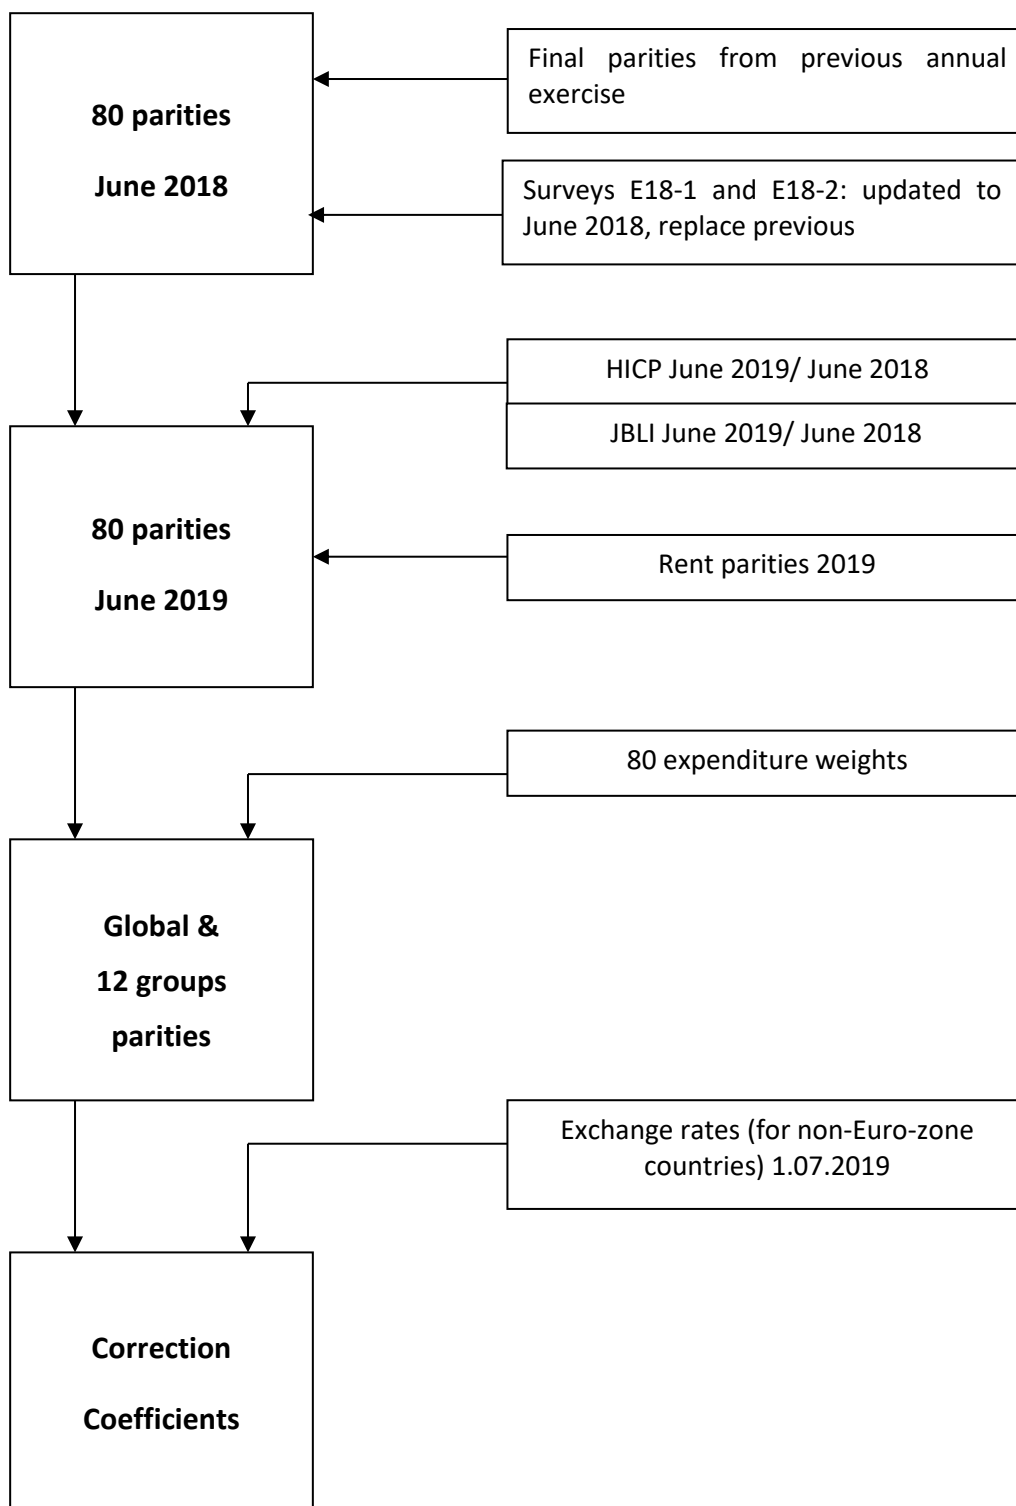 80 parities
June 2018
Final parities from previous annual
exercise
Surveys E18-1 and E18-2: updated to
June 2018, replace previous
HICP June 2019/ June 2018
JBLI June 2019/ June 2018
80 parities
June 2019
Rent parities 2019
80 expenditure weights
Global &
12 groups
parities
Exchange rates (for non-Euro-zone
countries) 1.07.2019
Correction
Coefficients